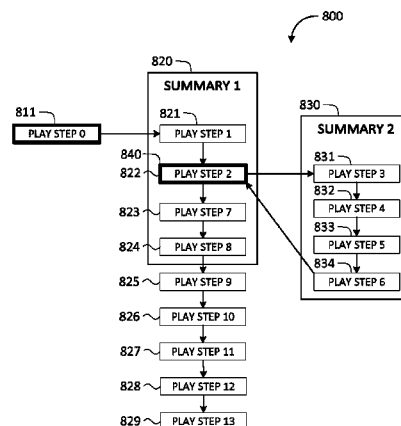 800
820
830
SUMMARY 1
SUMMARY 2
811
PLAY STEP 0
821
PLAY STEP 1
840
822
PLAY STEP 2
831
PLAY STEP 3
832
PLAY STEP 4
823
PLAY STEP 7
833
PLAY STEP 5
824
PLAY STEP 8
834
PLAY STEP 6
825
PLAY STEP 9
826
PLAY STEP 10
827
PLAY STEP 11
828
PLAY STEP 12
829
PLAY STEP 13